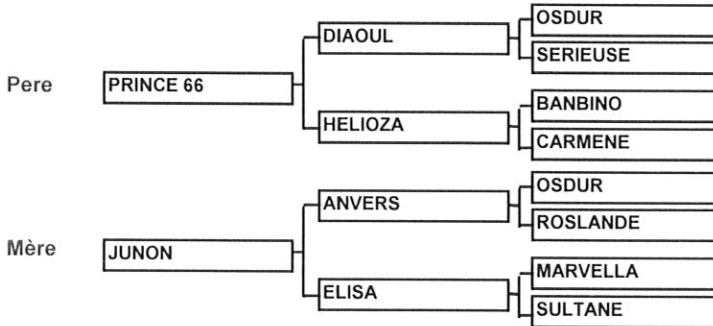 OSDUR
DIAOUL
SERIEUSE
Pere
PRINCE 66
BANBINO
HELIOZA
CARMENE
OSDUR
ANVERS
ROSLANDE
Mère
JUNON
MARVELLA
ELISA
SULTANE